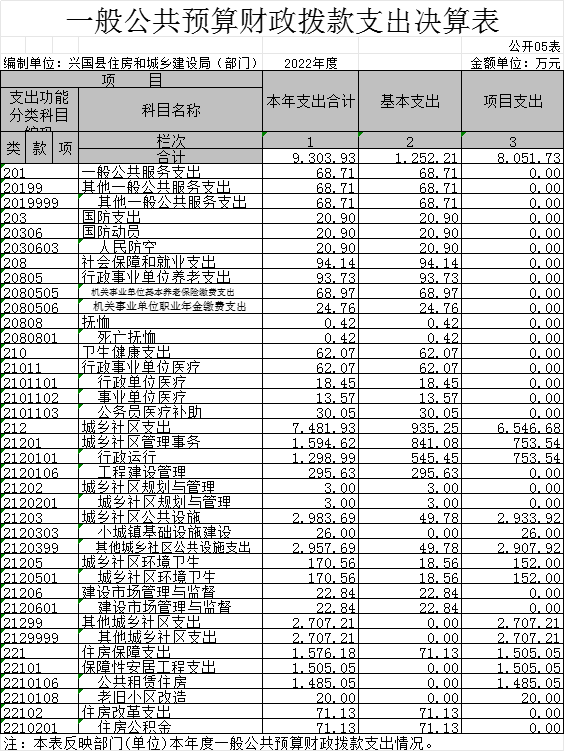 一般公共预算财政拨款支出决算表
公开05表
编制单位：兴国县住房和城乡建设局（部门） 2022年度 金额单位：万元
项 目 本年支出合计 基本支出 项目支出
支出功能分类科目 科目名称
类 款 项 栏次 1 2 3
合计 9,303.93 1,252.21 8,051.73
201 一般公共服务支出 68.71 68.71 0.00
20199 其他一般公共服务支出 68.71 68.71 0.00
2019999 其他一般公共服务支出 68.71 68.71 0.00
203 国防支出 20.90 20.90 0.00
20306 国防动员 20.90 20.90 0.00
2030603 人民防空 20.90 20.90 0.00
208 社会保障和就业支出 94.14 94.14 0.00
20805 行政事业单位养老支出 93.73 93.73 0.00
2080505 机关事业单位基本养老保险缴费支出 68.97 68.97 0.00
2080506 机关事业单位职业年金缴费支出 24.76 24.76 0.00
20808 抚恤 0.42 0.42 0.00
2080801 死亡抚恤 0.42 0.42 0.00
210 卫生健康支出 62.07 62.07 0.00
21011 行政事业单位医疗 62.07 62.07 0.00
2101101 行政单位医疗 18.45 18.45 0.00
2101102 事业单位医疗 13.57 13.57 0.00
2101103 公务员医疗补助 30.05 30.05 0.00
212 城乡社区支出 7,481.93 935.25 6,546.68
21201 城乡社区管理事务 1,594.62 841.08 753.54
2120101 行政运行 1,298.99 545.45 753.54
2120106 工程建设管理 295.63 295.63 0.00
21202 城乡社区规划与管理 3.00 3.00 0.00
2120201 城乡社区规划与管理 3.00 3.00 0.00
21203 城乡社区公共设施 2,983.69 49.78 2,933.92
2120303 小城镇基础设施建设 26.00 0.00 26.00
2120399 其他城乡社区公共设施支出 2,957.69 49.78 2,907.92
21205 城乡社区环境卫生 170.56 18.56 152.00
2120501 城乡社区环境卫生 170.56 18.56 152.00
21206 建设市场管理与监督 22.84 22.84 0.00
2120601 建设市场管理与监督 22.84 22.84 0.00
21299 其他城乡社区支出 2,707.21 0.00 2,707.21
2129999 其他城乡社区支出 2,707.21 0.00 2,707.21
221 住房保障支出 1,576.18 71.13 1,505.05
22101 保障性安居工程支出 1,505.05 0.00 1,505.05
2210106 公共租赁住房 1,485.05 0.00 1,485.05
2210108 老旧小区改造 20.00 0.00 20.00
22102 住房改革支出 71.13 71.13 0.00
2210201 住房公积金 71.13 71.13 0.00
注：本表反映部门(单位)本年度一般公共预算财政拨款支出情况。